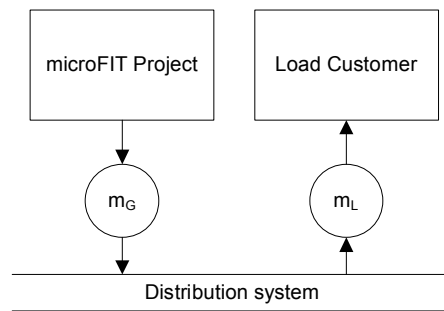 microFIT Project
Load Customer
mG
mL
Distribution system